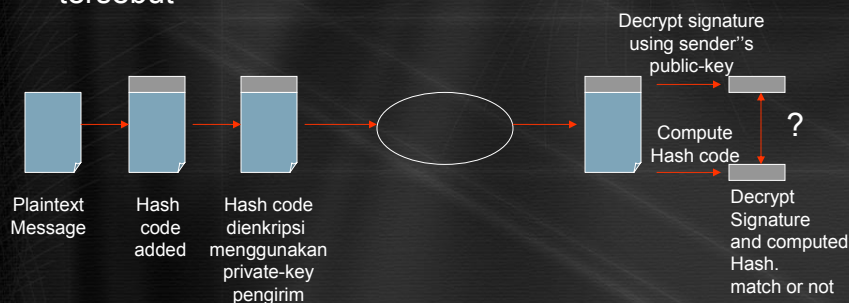 tersebut
Decrypt signature
using sender''s
public-key
?
Compute
Hash code
Plaintext
Message
Hash
code
added
Hash code
dienkripsi
menggunakan
private-key
pengirim
Decrypt
Signature
and computed
Hash.
match or not